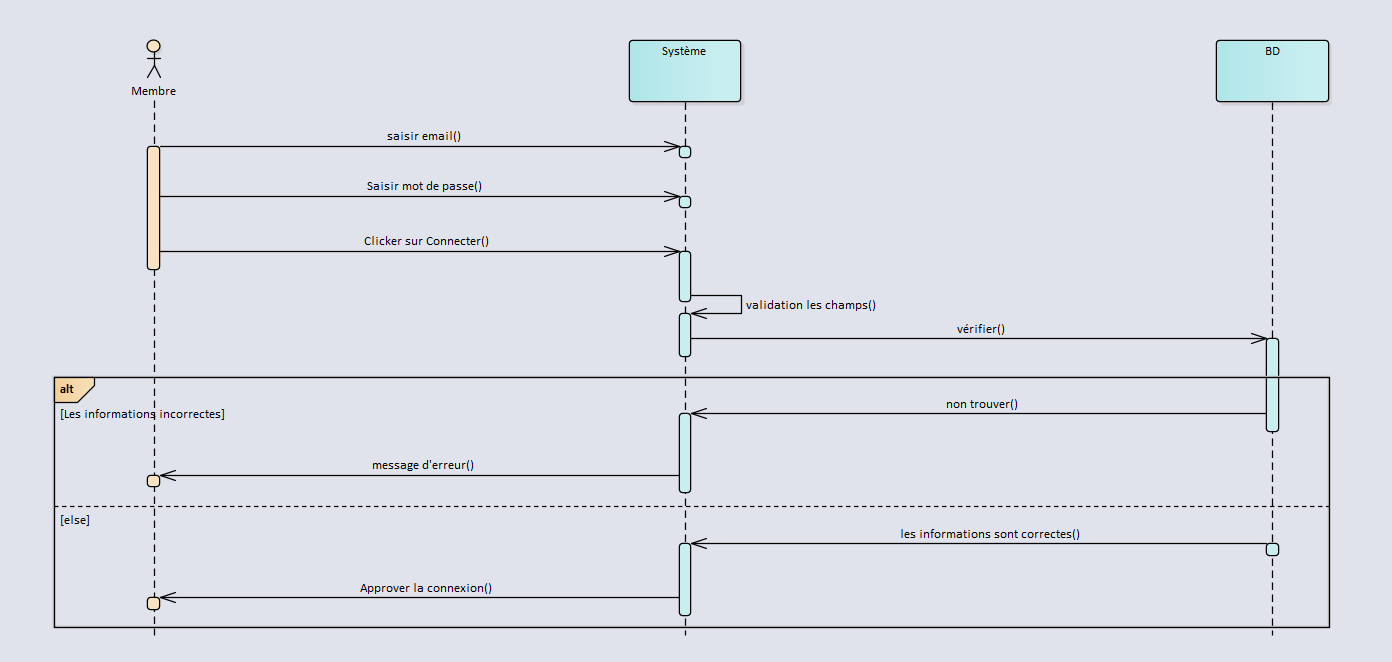 Système
BD
Membre
saisir email()
Saisir mot de passe()
Clicker sur Connecter()
validation les champs()
vérifier()
alt
[Les informations incorrectes]
non trouver()
message d'erreur()
[else]
les informations sont correctes()
Approver la connexion()